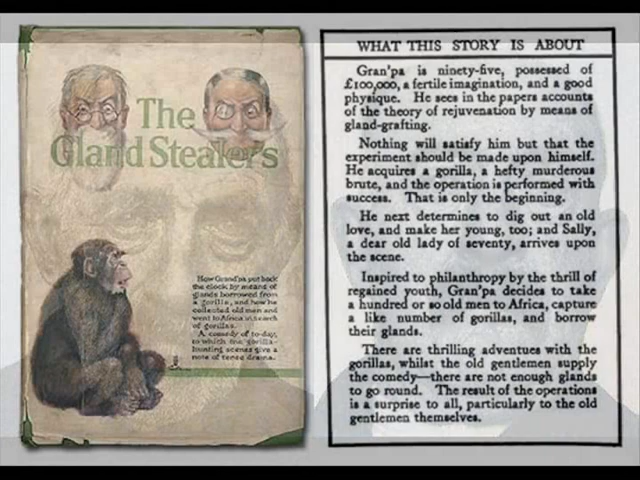 The
Gland Stealers
How Grand'pa put back
the clock by means of
glands borrowed from
a gorilla, and how he
collected old men and
went to Africa in search
of gorillas.
A comedy of to-day,
to which the gorilla-
hunting scenes give a
note of tense drama.
WHAT THIS STORY IS ABOUT
Gran'pa is ninety-five, possessed of
£100,000, a fertile imagination, and a good
physique. He sees in the papers accounts
of the theory of rejuvenation by means of
gland-grafting.
Nothing will satisfy him but that the
experiment should be made upon himself.
He acquires a gorilla, a hefty murderous
brute, and the operation is performed with
success. That is only the beginning.
He next determines to dig out an old
love, and make her young, too; and Sally,
a dear old lady of seventy, arrives upon
the scene.
Inspired to philanthropy by the thrill of
regained youth, Gran'pa decides to take
a hundred or so old men to Africa, capture
a like number of gorillas, and borrow
their glands.
There are thrilling adventues with the
gorillas, whilst the old gentlemen supply
the comedy—there are not enough glands
to go round. The result of the operations
is a surprise to all, particularly to the old
gentlemen themselves.